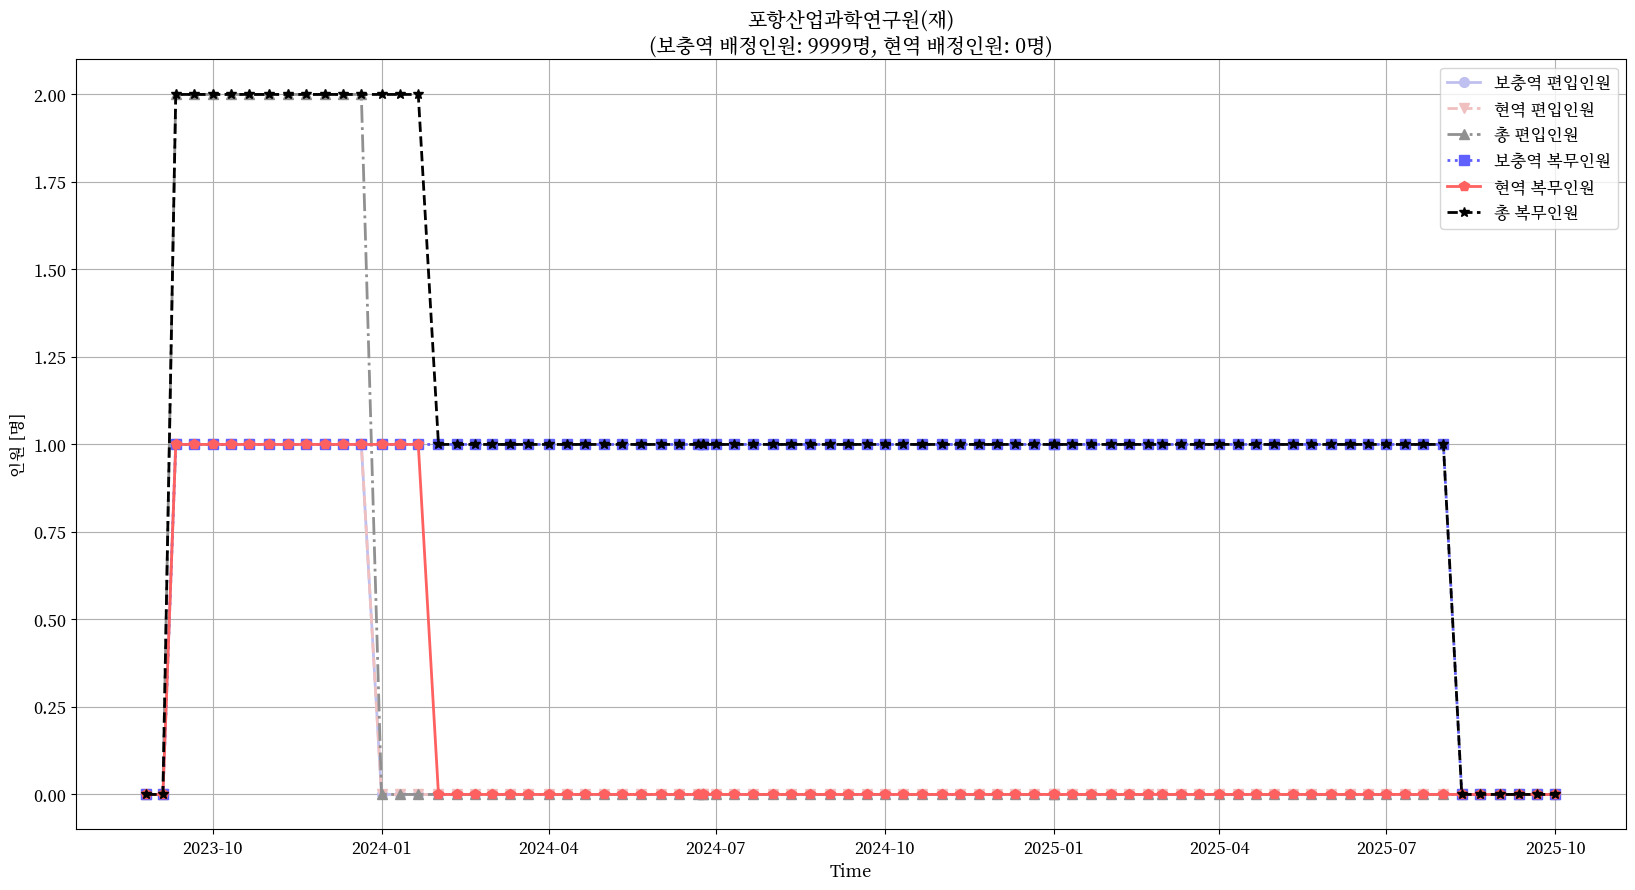 포항산업과학연구원(재)
(보충역 배정인원: 9999명, 현역 배정인원: 0명)
보충역 편입인원
현역 편입인원
총 편입인원
보충역 복무인원
현역 복무인원
총 복무인원
인원 [명]
2.00
1.75
1.50
1.25
1.00
0.75
0.50
0.25
0.00
2023-10
2024-01
2024-04
2024-07
2024-10
2025-01
2025-04
2025-07
2025-10
Time